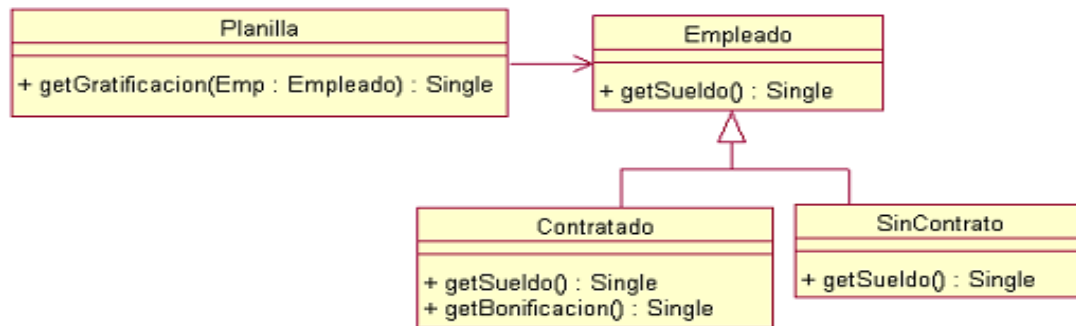 Planilla
+ getGratificacion(Emp : Empleado) : Single
Empleado
+ getSueldo() : Single
Contratado
+ getSueldo() : Single
+ getBonificacion() : Single
SinContrato
+ getSueldo() : Single